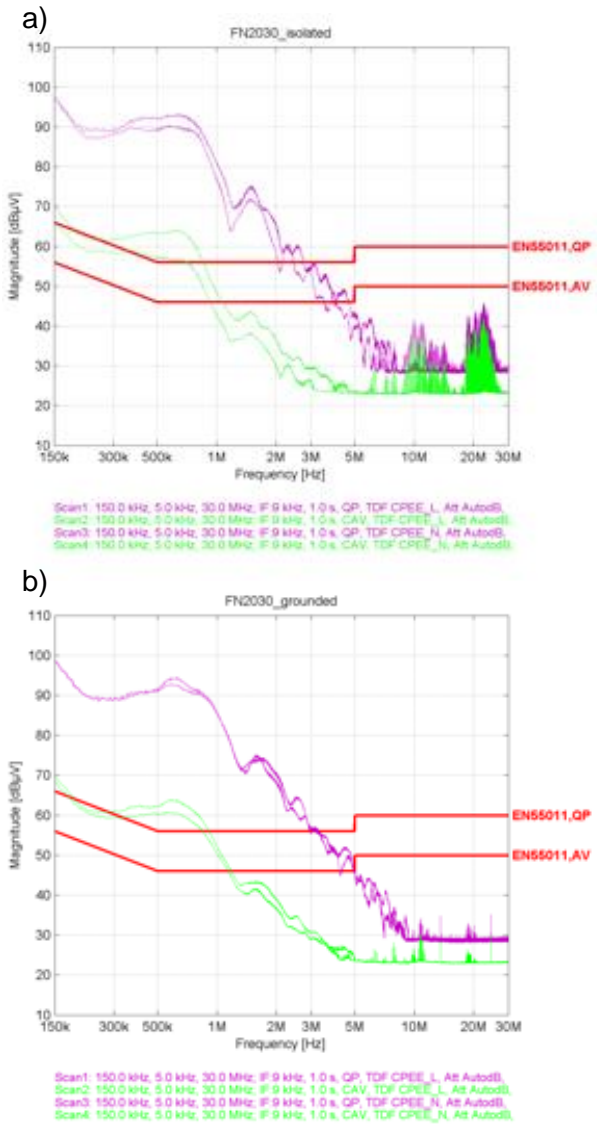 a)
FN2030_isolated
110
100
90
80
70
60
50
40
30
20
10
Magnitude [dBµV]
EN55011,QP
EN55011,AV
150k 300k 500k 1M 2M 3M 5M 10M 20M 30M
Frequency [Hz]
Scan1: 150.0 kHz, 5.0 kHz, 30.0 MHz; IF 9 kHz, 1.0 s, QP, TDF CPEE_L, Att AutodB,
Scan2: 150.0 kHz, 5.0 kHz, 30.0 MHz; IF 9 kHz, 1.0 s, CAV, TDF CPEE_L, Att AutodB,
Scan3: 150.0 kHz, 5.0 kHz, 30.0 MHz; IF 9 kHz, 1.0 s, QP, TDF CPEE_N, Att AutodB,
Scan4: 150.0 kHz, 5.0 kHz, 30.0 MHz; IF 9 kHz, 1.0 s, CAV, TDF CPEE_N, Att AutodB,
b)
FN2030_grounded
110
100
90
80
70
60
50
40
30
20
10
Magnitude [dBµV]
EN55011,QP
EN55011,AV
150k 300k 500k 1M 2M 3M 5M 10M 20M 30M
Frequency [Hz]
Scan1: 150.0 kHz, 5.0 kHz, 30.0 MHz; IF 9 kHz, 1.0 s, QP, TDF CPEE_L, Att AutodB,
Scan2: 150.0 kHz, 5.0 kHz, 30.0 MHz; IF 9 kHz, 1.0 s, CAV, TDF CPEE_L, Att AutodB,
Scan3: 150.0 kHz, 5.0 kHz, 30.0 MHz; IF 9 kHz, 1.0 s, QP, TDF CPEE_N, Att AutodB,
Scan4: 150.0 kHz, 5.0 kHz, 30.0 MHz; IF 9 kHz, 1.0 s, CAV, TDF CPEE_N, Att AutodB,